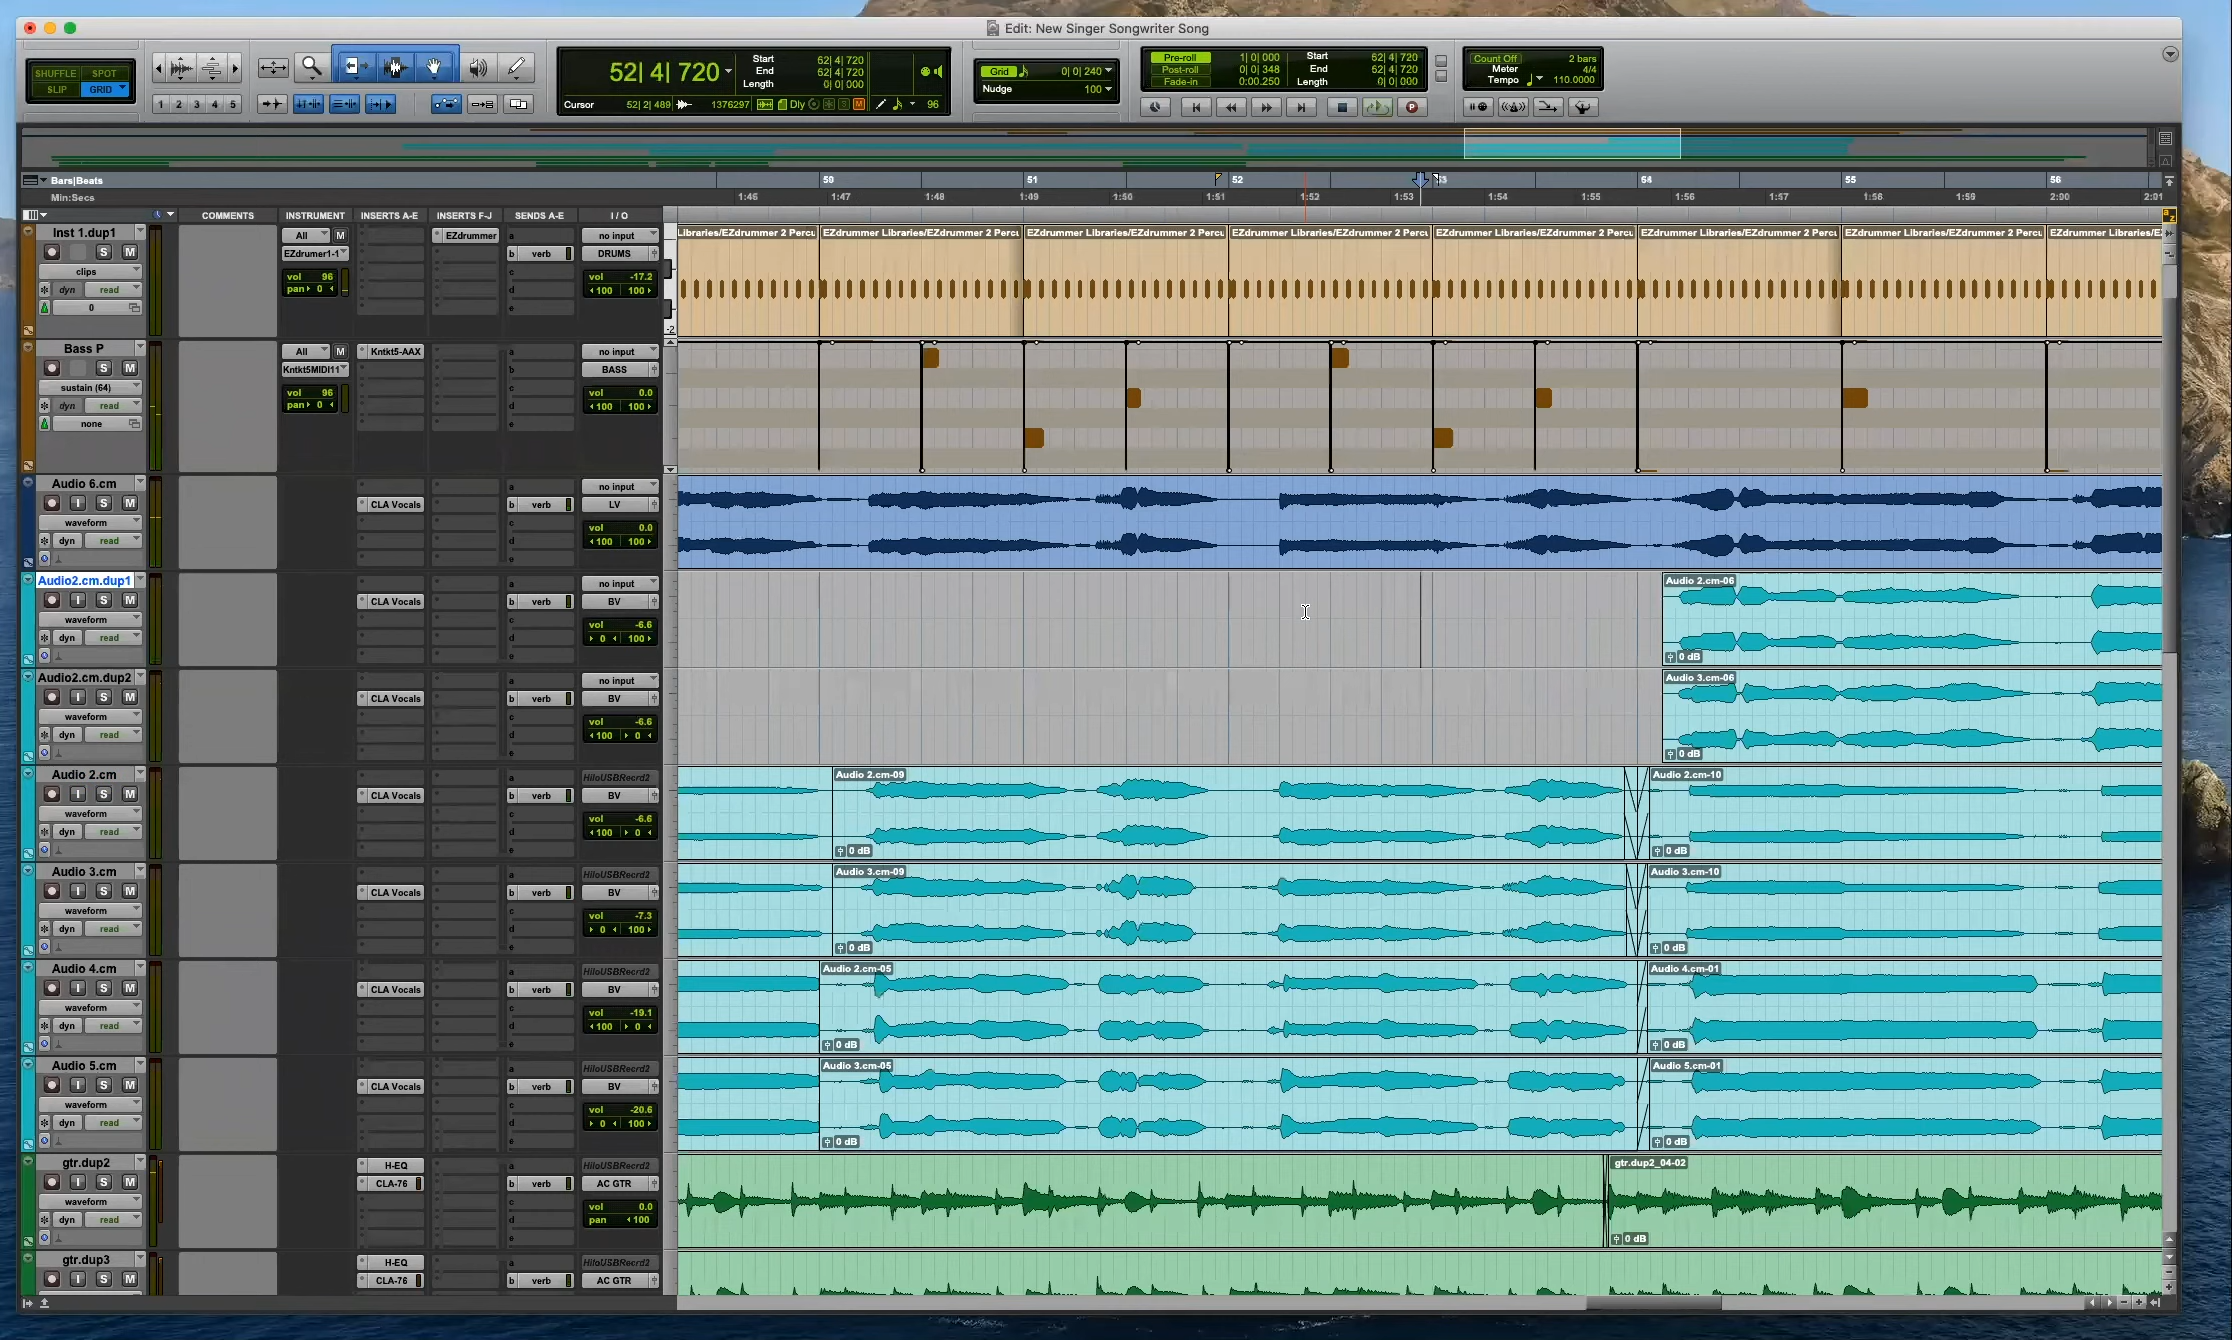 Edit: New Singer Songwriter Song
SHUFFLE SPOT
SLIP GRID
1 2 3 4 5
52| 4| 720
Start 52| 4| 720
End 52| 4| 720
Length 0| 0| 000
Cursor 52| 2| 489 1376297 Dly 96
Grid 0| 0| 240
Nudge 100
Pre-roll 1| 0| 000 Start 52| 4| 720
Post-roll 0| 0| 348 End 52| 4| 720
Fade-in 0:00.250 Length 0| 0| 000
Count Off 2 bars
Meter 4/4
Tempo 110.0000
Bars|Beats 50 51 52 53 54 55 56
Min:Secs 1:46 1:47 1:48 1:49 1:50 1:51 1:52 1:53 1:54 1:55 1:56 1:57 1:58 1:59 2:00 2:01
COMMENTS INSTRUMENT INSERTS A-E INSERTS F-J SENDS A-E I / O
Inst 1.dup1 All M EZdrummer a no input
Libraries/EZdrummer 2 Percu EZdrummer Libraries/EZdrummer 2 Percu EZdrummer Libraries/EZdrummer 2 Percu EZdrummer Libraries/EZdrummer 2 Percu EZdrummer Libraries/EZdrummer 2 Percu EZdrummer Libraries/EZdrummer 2 Percu EZdrummer Libraries/EZdrummer 2 Percu EZdrummer Libraries/EZ
S M EZdrumer1-1 b verb DRUMS
clips vol 96 c vol -17.2
dyn read pan 0 d 100 100
0 e
-2
Bass P All M Kntkt5-AAX a no input
S M Kntkt5MIDI11 b BASS
sustain (64) vol 96 c vol 0.0
dyn read pan 0 d 100 100
none e
Audio 6.cm a no input
I S M CLA Vocals b verb LV
waveform c vol 0.0
dyn read d 100 100
e
Audio2.cm.dup1 a no input Audio 2.cm-06
I S M CLA Vocals b verb BV
waveform c vol -6.6
dyn read d 0 100
e 0 dB
Audio2.cm.dup2 a no input Audio 3.cm-06
I S M CLA Vocals b verb BV
waveform c vol -6.6
dyn read d 100 0
e 0 dB
Audio 2.cm a HiloUSBRecrd2 Audio 2.cm-09 Audio 2.cm-10
I S M CLA Vocals b verb BV
waveform c vol -6.6
dyn read d 100 0
e 0 dB 0 dB
Audio 3.cm a HiloUSBRecrd2 Audio 3.cm-09 Audio 3.cm-10
I S M CLA Vocals b verb BV
waveform c vol -7.3
dyn read d 0 100
e 0 dB 0 dB
Audio 4.cm a HiloUSBRecrd2 Audio 2.cm-05 Audio 4.cm-01
I S M CLA Vocals b verb BV
waveform c vol -19.1
dyn read d 100 0
e 0 dB 0 dB
Audio 5.cm a HiloUSBRecrd2 Audio 3.cm-05 Audio 5.cm-01
I S M CLA Vocals b verb BV
waveform c vol -20.6
dyn read d 0 100
e 0 dB 0 dB
gtr.dup2 H-EQ a HiloUSBRecrd2 gtr.dup2_04-02
I S M CLA-76 b verb AC GTR
waveform c vol 0.0
dyn read d pan 100
e 0 dB
gtr.dup3 H-EQ a HiloUSBRecrd2
I S M CLA-76 b verb AC GTR